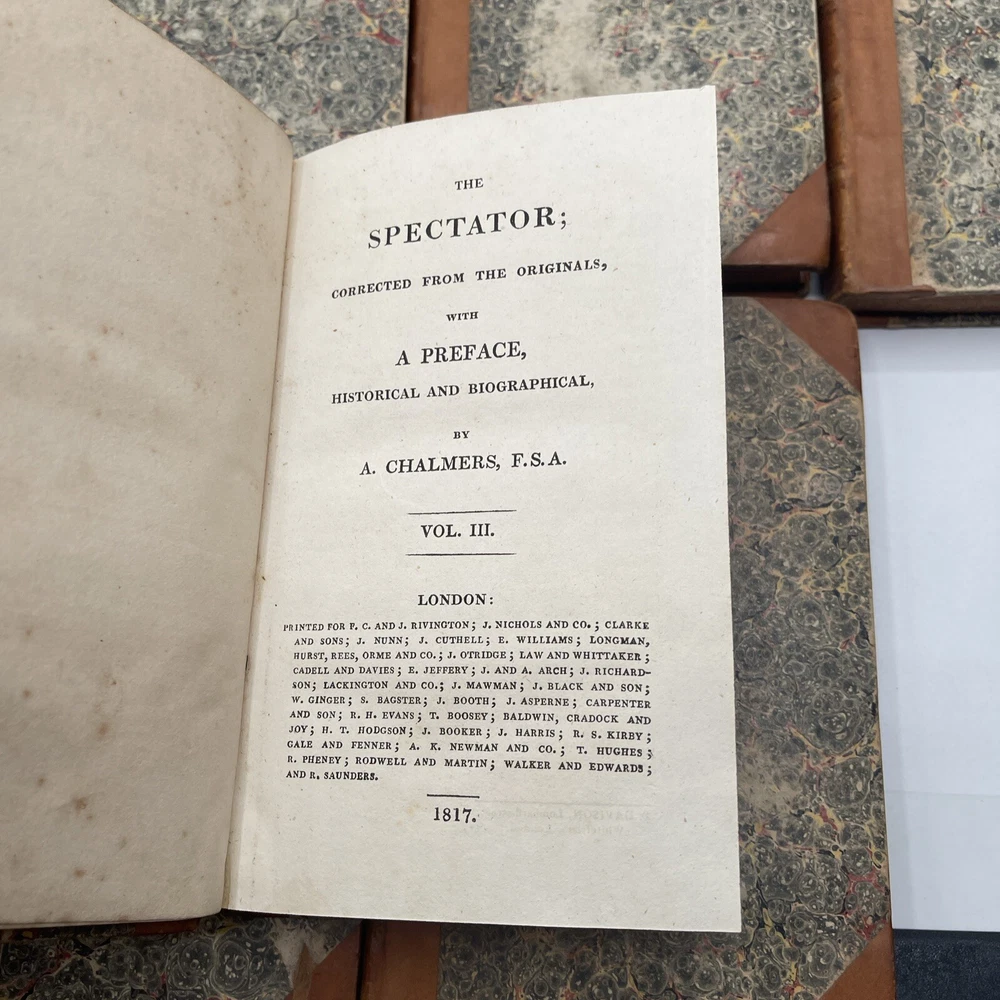 THE
SPECTATOR;
CORRECTED FROM THE ORIGINALS,
WITH
A PREFACE,
HISTORICAL AND BIOGRAPHICAL,
BY
A. CHALMERS, F.S.A.
VOL. III.
LONDON:
PRINTED FOR F. C. AND J. RIVINGTON; J. NICHOLS AND CO.; CLARKE
AND SONS; J. NUNN; J. CUTHELL; E. WILLIAMS; LONGMAN,
HURST, REES, ORME AND CO.; J. OTRIDGE; LAW AND WHITTAKER;
CADELL AND DAVIES; E. JEFFERY; J. AND A. ARCH; J. RICHARD-
SON; LACKINGTON AND CO.; J. MAWMAN; J. BLACK AND SON;
W. GINGER; S. BAGSTER; J. BOOTH; J. ASPERNE; CARPENTER
AND SON; R. H. EVANS; T. BOOSEY; BALDWIN, CRADOCK AND
JOY; H. T. HODGSON; J. BOOKER; J. HARRIS; R. S. KIRBY;
GALE AND FENNER; A. K. NEWMAN AND CO.; T. HUGHES;
R. PHENEY; RODWELL AND MARTIN; WALKER AND EDWARDS;
AND R. SAUNDERS.
1817.